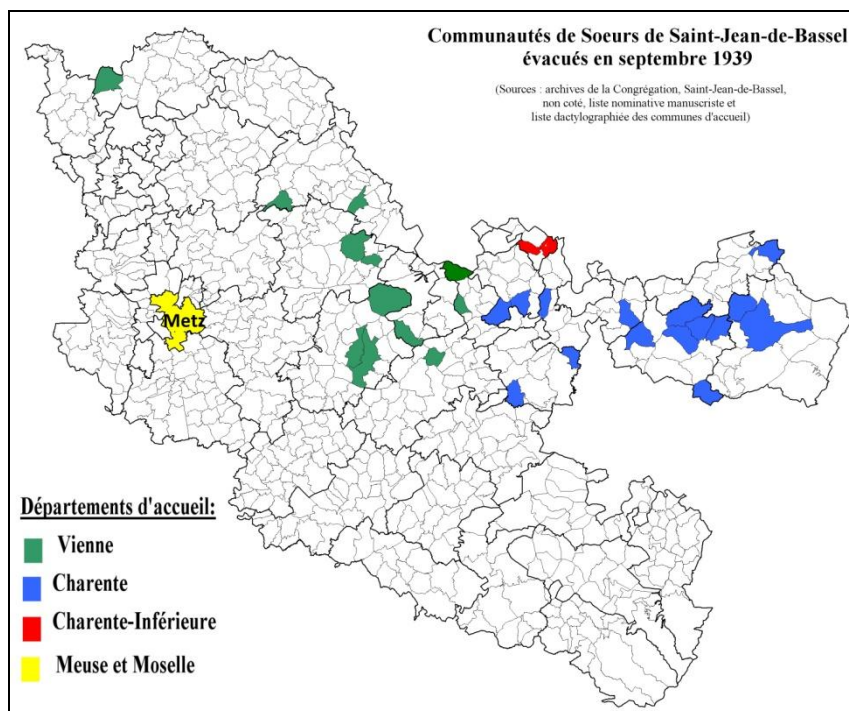 Communautés de Soeurs de Saint-Jean-de-Bassel
évacués en septembre 1939
(Sources : archives de la Congrégation, Saint-Jean-de-Bassel,
non coté, liste nominative manuscriste et
liste dactylographiée des communes d'accueil)
Metz
Départements d'accueil:
Vienne
Charente
Charente-Inférieure
Meuse et Moselle